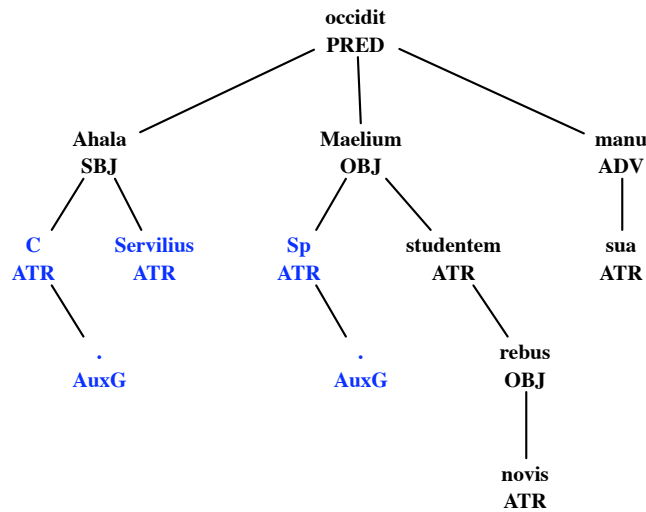 occidit
PRED
Ahala Maelium manu
SBJ OBJ ADV
C Servilius Sp studentem sua
ATR ATR ATR ATR ATR
. . rebus
AuxG AuxG OBJ
novis
ATR